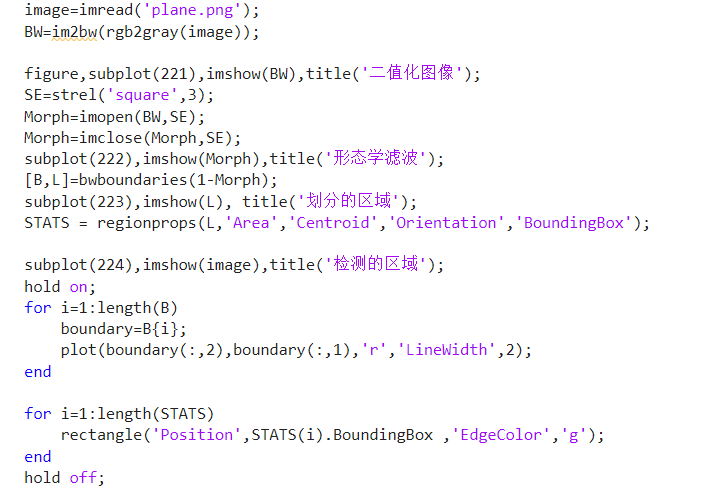 image=imread('plane.png');
BW=im2bw(rgb2gray(image));
figure,subplot(221),imshow(BW),title('二值化图像');
SE=strel('square',3);
Morph=imopen(BW,SE);
Morph=imclose(Morph,SE);
subplot(222),imshow(Morph),title('形态学滤波');
[B,L]=bwboundaries(1-Morph);
subplot(223),imshow(L), title('划分的区域');
STATS = regionprops(L,'Area','Centroid','Orientation','BoundingBox');
subplot(224),imshow(image),title('检测的区域');
hold on;
for i=1:length(B)
    boundary=B{i};
    plot(boundary(:,2),boundary(:,1),'r','LineWidth',2);
end
for i=1:length(STATS)
    rectangle('Position',STATS(i).BoundingBox ,'EdgeColor','g');
end
hold off;